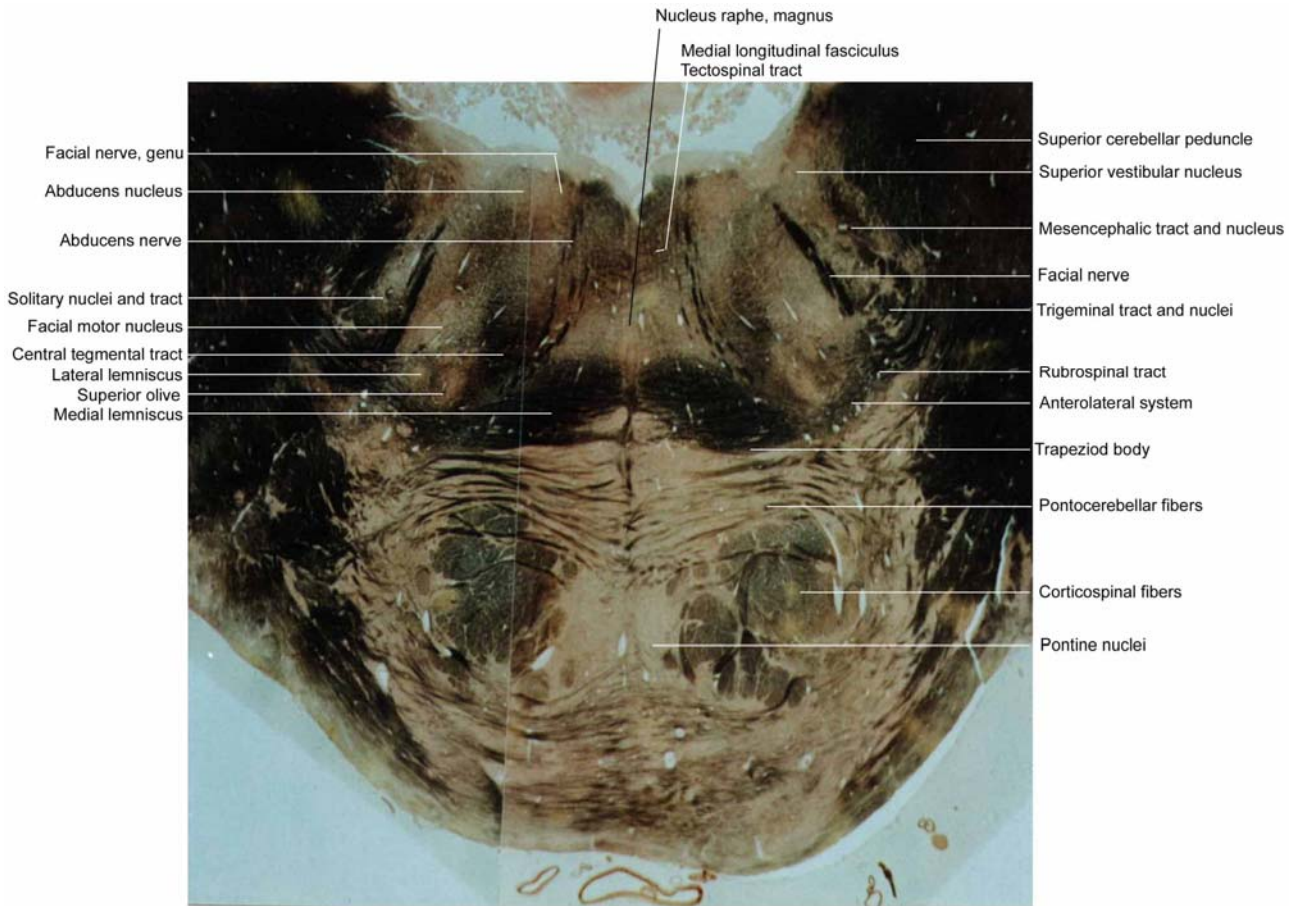 Nucleus raphe, magnus
Medial longitudinal fasciculus
Tectospinal tract
Facial nerve, genu
Abducens nucleus
Abducens nerve
Solitary nuclei and tract
Facial motor nucleus
Central tegmental tract
Lateral lemniscus
Superior olive
Medial lemniscus
Superior cerebellar peduncle
Superior vestibular nucleus
Mesencephalic tract and nucleus
Facial nerve
Trigeminal tract and nuclei
Rubrospinal tract
Anterolateral system
Trapeziod body
Pontocerebellar fibers
Corticospinal fibers
Pontine nuclei